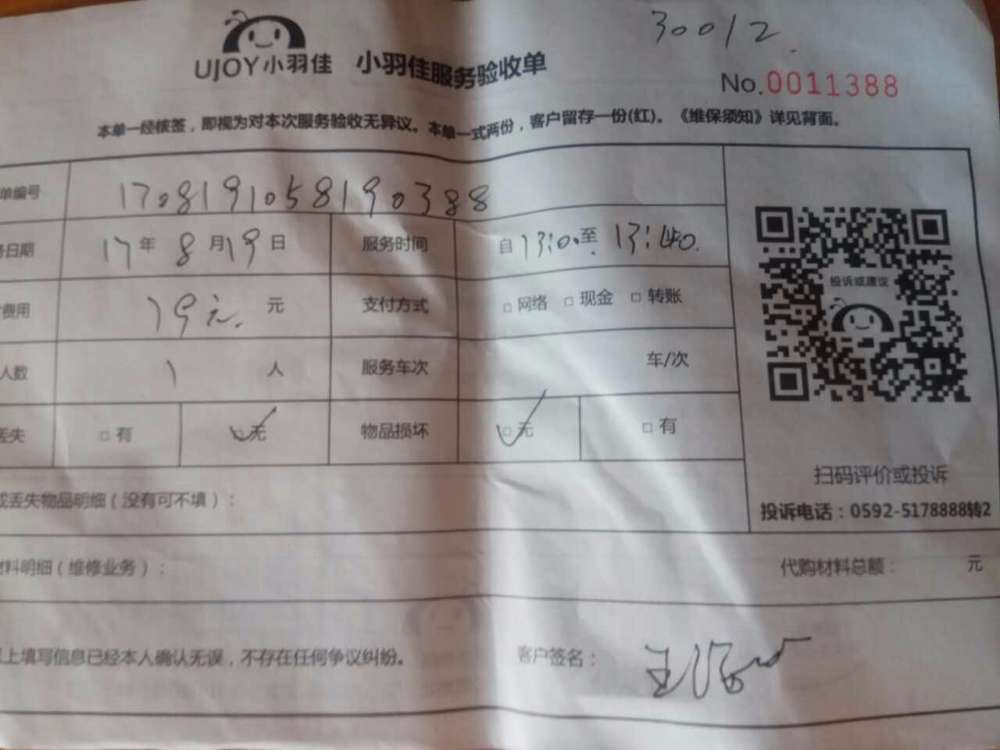 30012
UJOY小羽佳 小羽佳服务验收单
No.0011388
本单一经核签，即视为对本次服务验收无异议。本单一式两份，客户留存一份(红)。《维保须知》详见背面。
单编号 1708191058190388
务日期 17年 8月19日 服务时间 自13:00至 13:40.
费用 19元. 元 支付方式 □网络 □现金 □转账
人数 1 人 服务车次 车/次
丢失 □有 □无 物品损坏 □无 □有
投诉或建议
扫码评价或投诉
投诉电话：0592-5178888转2
或丢失物品明细（没有可不填）：
材料明细（维修业务）： 代购材料总额： 元
以上填写信息已经本人确认无误，不存在任何争议纠纷。 客户签名： 王